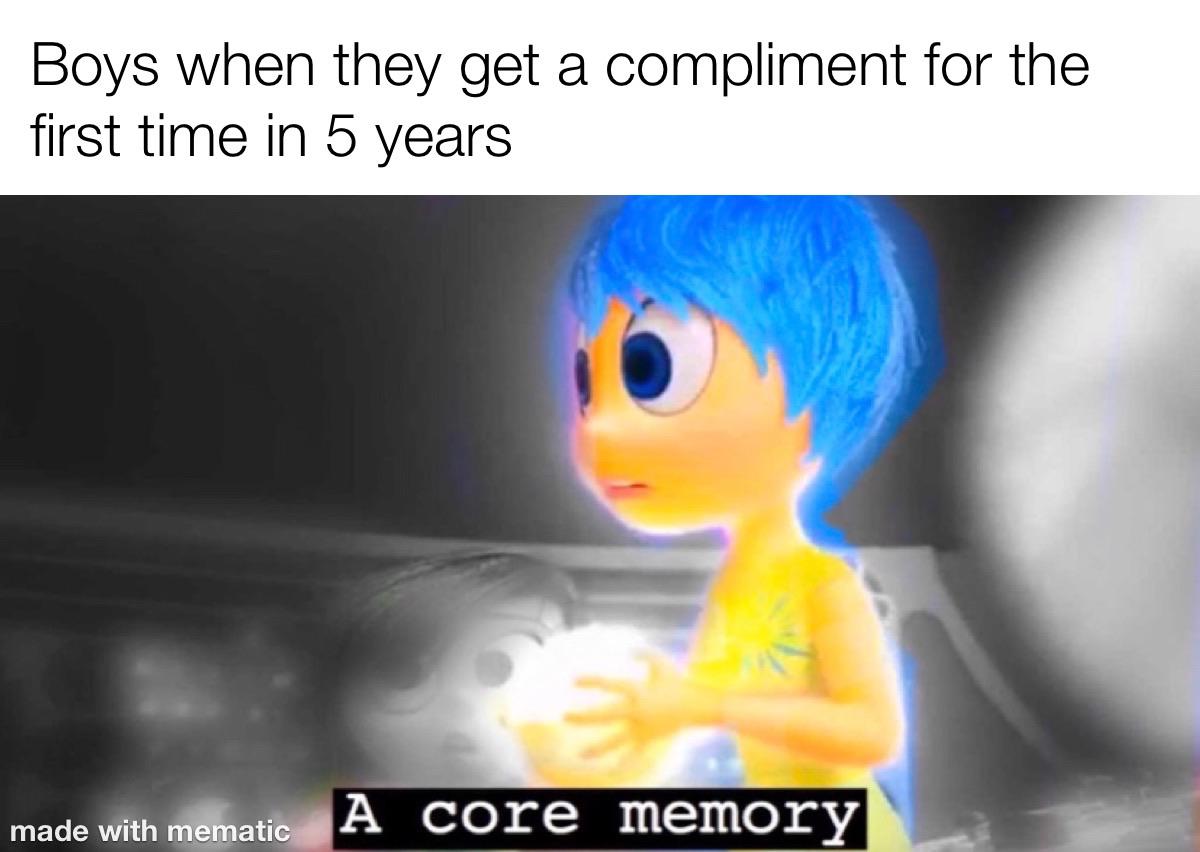 Boys when they get a compliment for the
first time in 5 years
A core memory
made with mematic